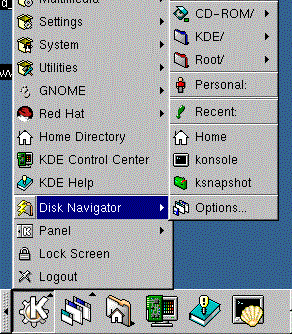 Multimedia
Settings
System
Utilities
GNOME
Red Hat
Home Directory
KDE Control Center
KDE Help
Disk Navigator
Panel
Lock Screen
Logout
CD-ROM/
KDE/
Root/
Personal:
Recent:
Home
konsole
ksnapshot
Options...